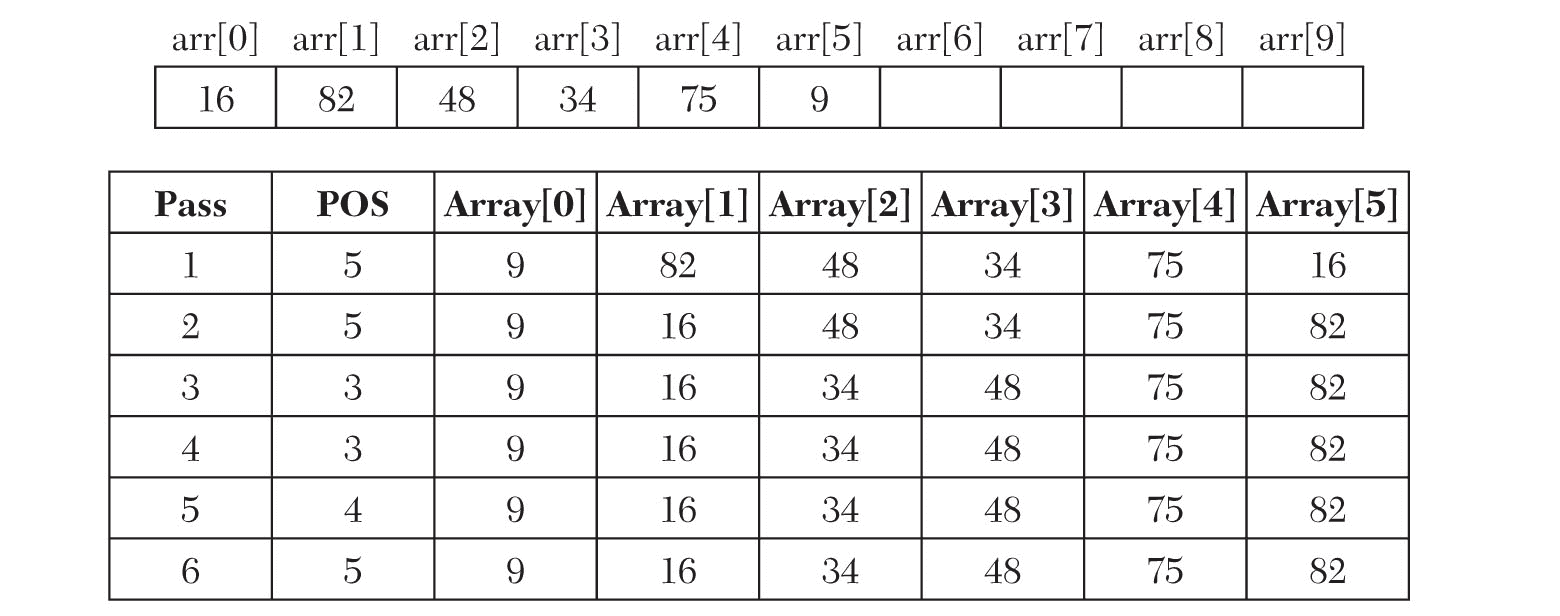 arr[0] arr[1] arr[2] arr[3] arr[4] arr[5] arr[6] arr[7] arr[8] arr[9]
16 82 48 34 75 9
Pass POS Array[0] Array[1] Array[2] Array[3] Array[4] Array[5]
1 5 9 82 48 34 75 16
2 5 9 16 48 34 75 82
3 3 9 16 34 48 75 82
4 3 9 16 34 48 75 82
5 4 9 16 34 48 75 82
6 5 9 16 34 48 75 82